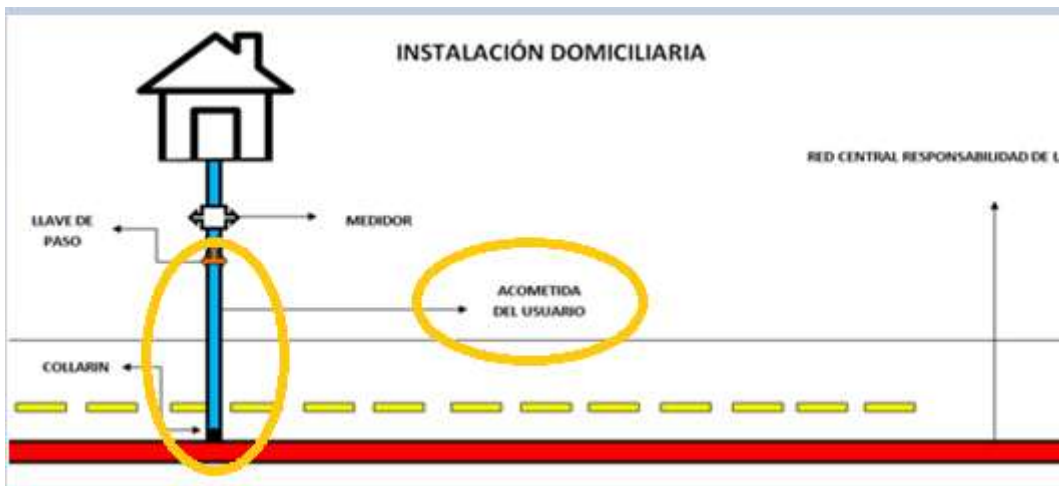 INSTALACIÓN DOMICILIARIA
RED CENTRAL RESPONSABILIDAD DE
LLAVE DE
PASO
MEDIDOR
ACOMETIDA
DEL USUARIO
COLLARIN